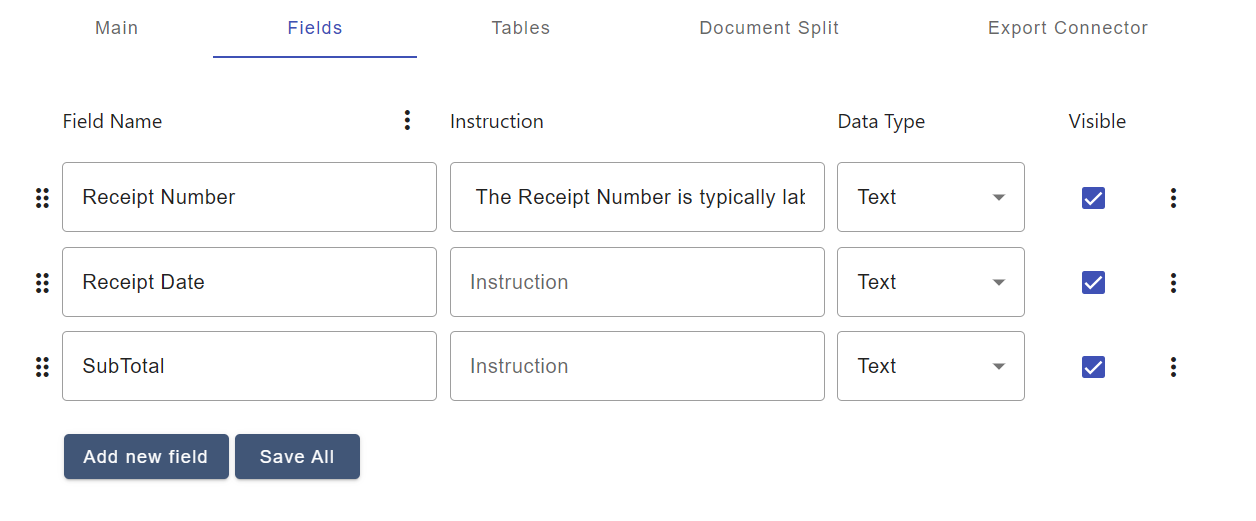 Main Fields Tables Document Split Export Connector
Field Name Instruction Data Type Visible
Receipt Number The Receipt Number is typically Text
Receipt Date Instruction Text
SubTotal Instruction Text
Add new field Save All